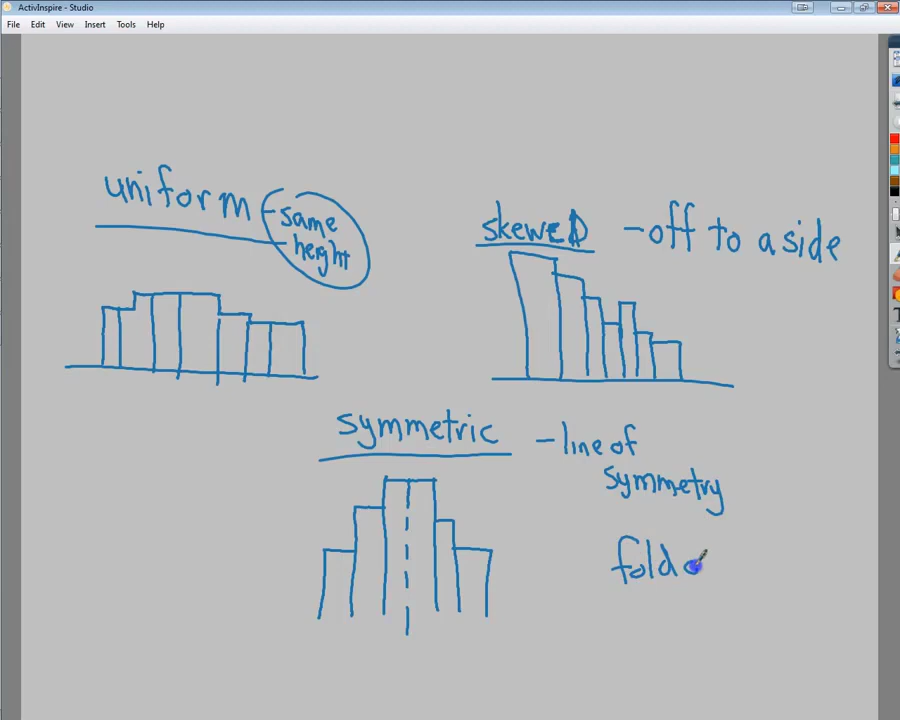 ActivInspire - Studio
File Edit View Insert Tools Help
uniform - same
height
skeweD - off to a side
symmetric - line of
symmetry
fold o